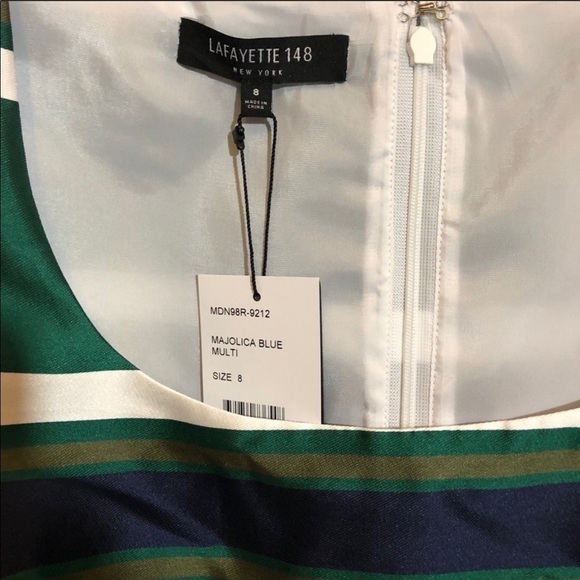 LAFAYETTE 148
NEW YORK
8
MADE IN
CHINA
MDN98R-9212
MAJOLICA BLUE
MULTI
SIZE 8